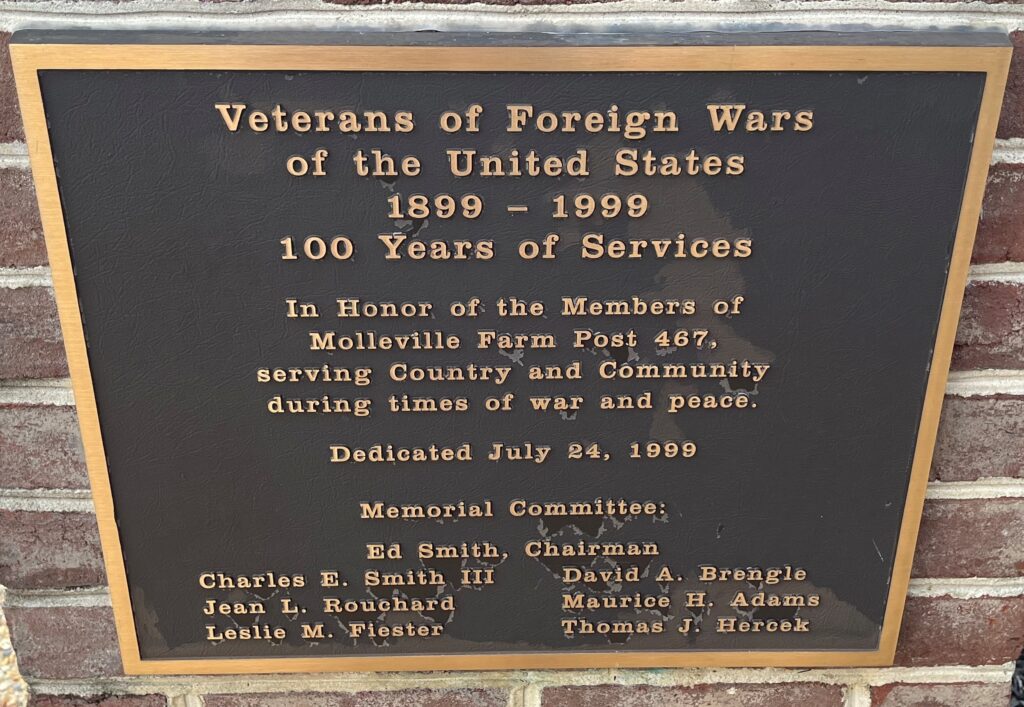 Veterans of Foreign Wars
of the United States
1899 – 1999
100 Years of Services
In Honor of the Members of
Molleville Farm Post 467,
serving Country and Community
during times of war and peace.
Dedicated July 24, 1999
Memorial Committee:
Ed Smith, Chairman
Charles E. Smith III David A. Brengle
Jean L. Rouchard Maurice H. Adams
Leslie M. Fiester Thomas J. Hercek